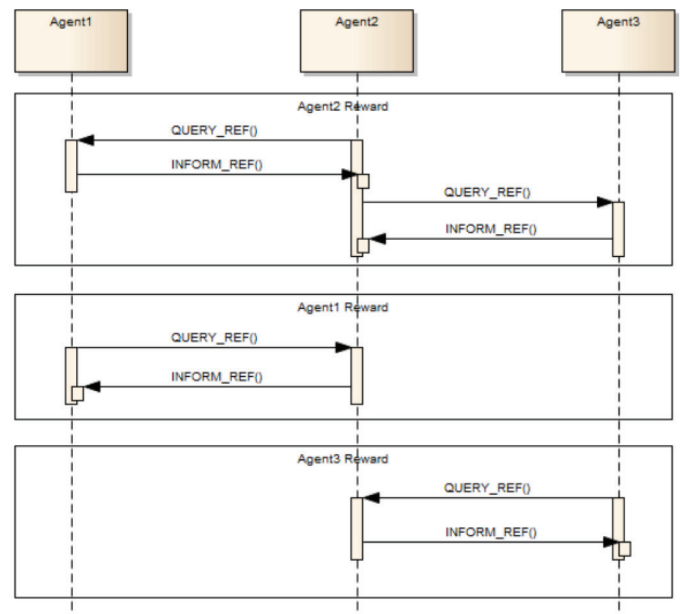 Agent1
Agent2
Agent3
Agent2 Reward
QUERY_REF()
INFORM_REF()
QUERY_REF()
INFORM_REF()
Agent1 Reward
QUERY_REF()
INFORM_REF()
Agent3 Reward
QUERY_REF()
INFORM_REF()